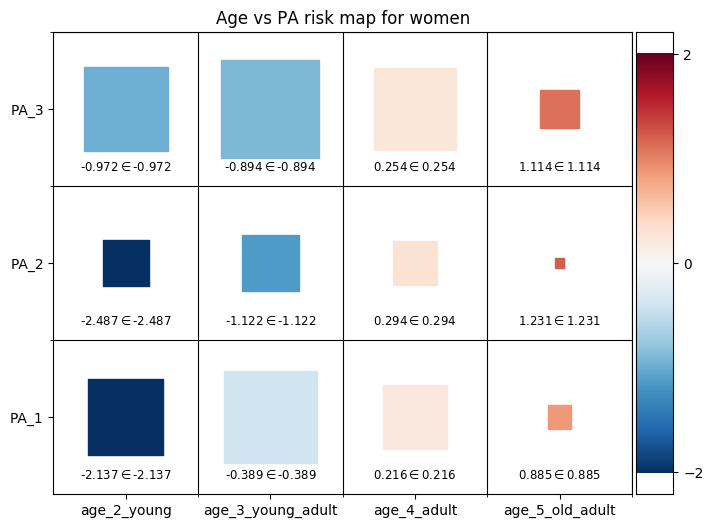 Age vs PA risk map for women
PA_3
-0.972∈-0.972
-0.894∈-0.894
0.254∈0.254
1.114∈1.114
PA_2
-2.487∈-2.487
-1.122∈-1.122
0.294∈0.294
1.231∈1.231
PA_1
-2.137∈-2.137
-0.389∈-0.389
0.216∈0.216
0.885∈0.885
age_2_young
age_3_young_adult
age_4_adult
age_5_old_adult
2
0
−2